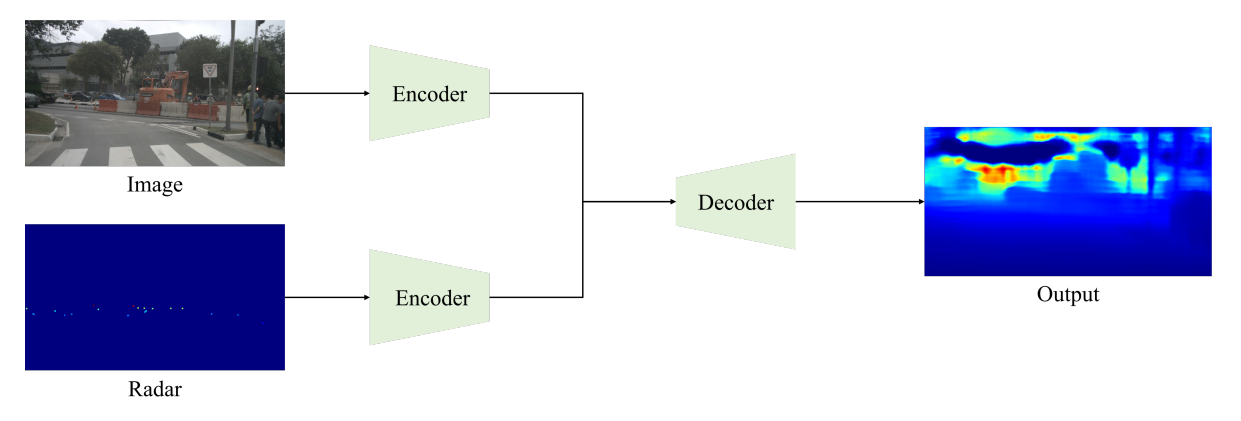 Image
Encoder
Radar
Encoder
Decoder
Output